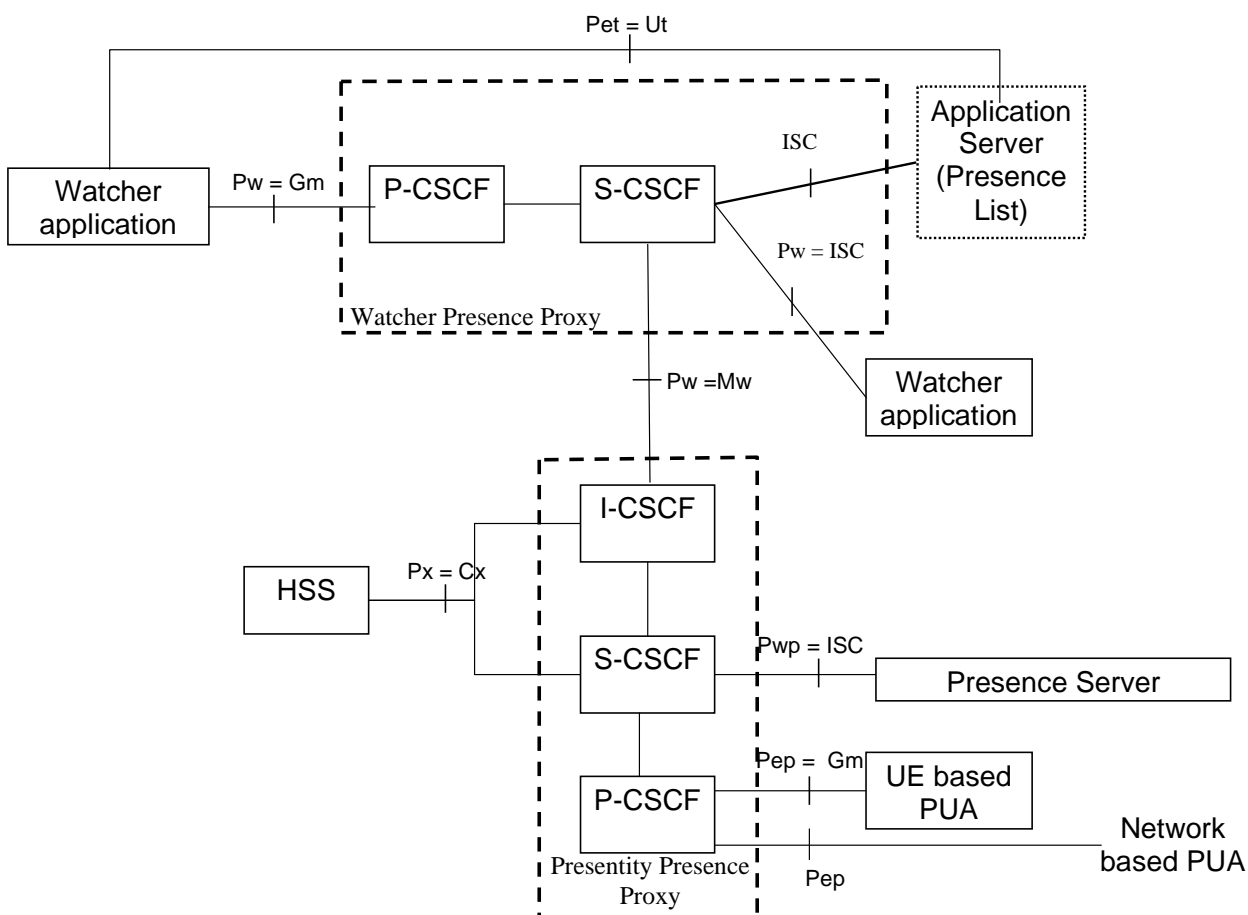 Pet = Ut
Application
Server
(Presence
List)
ISC
Watcher
application
Pw = Gm
P-CSCF
S-CSCF
Pw = ISC
Watcher Presence Proxy
Pw =Mw
Watcher
application
I-CSCF
HSS
Px = Cx
S-CSCF
Pwp = ISC
Presence Server
P-CSCF
Pep = Gm
UE based
PUA
Network
based PUA
Pep
Presentity Presence
Proxy